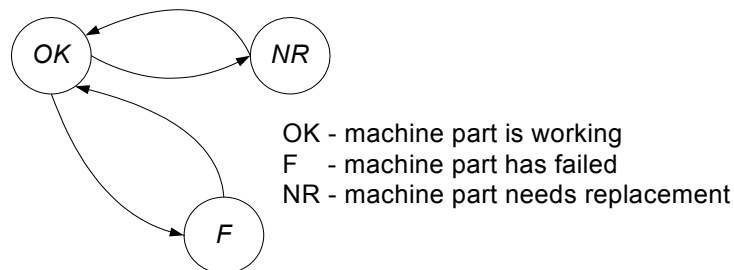 OK
NR
OK - machine part is working
F - machine part has failed
NR - machine part needs replacement
F